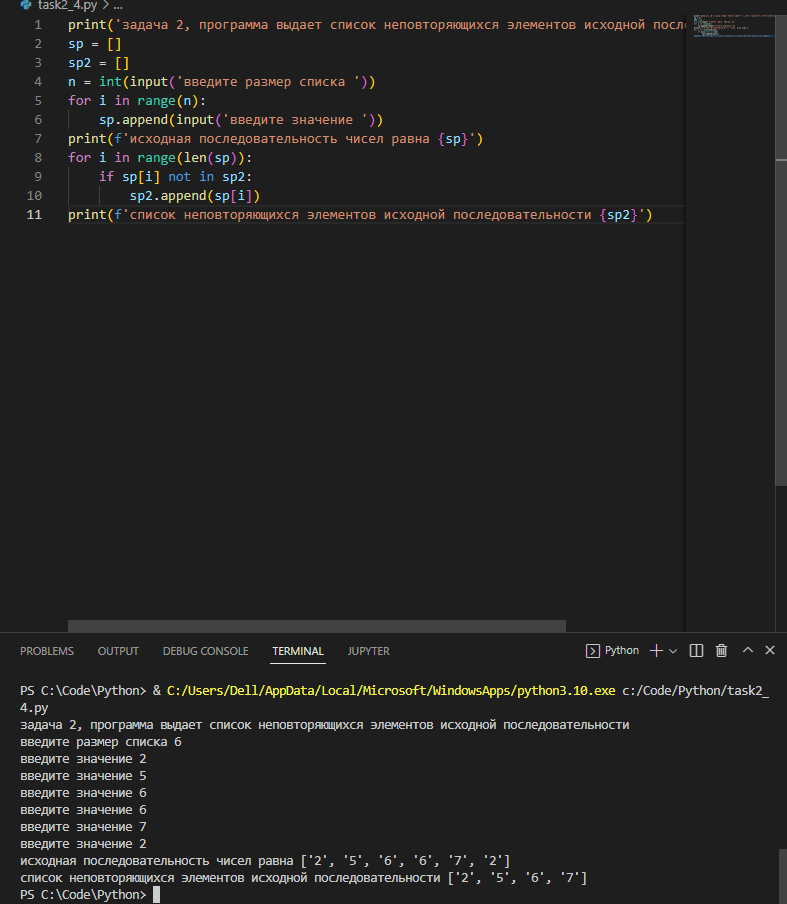 task2_4.py > ...
1 print('задача 2, программа выдает список неповторяющихся элементов исходной посл
2 sp = []
3 sp2 = []
4 n = int(input('введите размер списка '))
5 for i in range(n):
6 sp.append(input('введите значение '))
7 print(f'исходная последовательность чисел равна {sp}')
8 for i in range(len(sp)):
9 if sp[i] not in sp2:
10 sp2.append(sp[i])
11 print(f'список неповторяющихся элементов исходной последовательности {sp2}')
PROBLEMS OUTPUT DEBUG CONSOLE TERMINAL JUPYTER Python
PS C:\Code\Python> & C:/Users/Dell/AppData/Local/Microsoft/WindowsApps/python3.10.exe c:/Code/Python/task2_
4.py
задача 2, программа выдает список неповторяющихся элементов исходной последовательности
введите размер списка 6
введите значение 2
введите значение 5
введите значение 6
введите значение 6
введите значение 7
введите значение 2
исходная последовательность чисел равна ['2', '5', '6', '6', '7', '2']
список неповторяющихся элементов исходной последовательности ['2', '5', '6', '7']
PS C:\Code\Python>